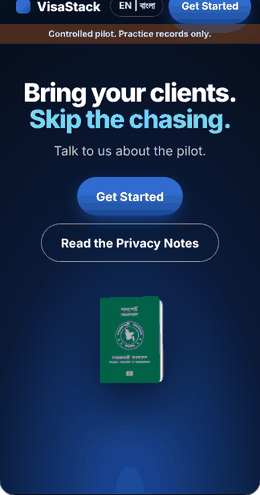 VisaStack
EN | বাংলা
Get Started
Controlled pilot. Practice records only.
Bring your clients.
Skip the chasing.
Talk to us about the pilot.
Get Started
Read the Privacy Notes